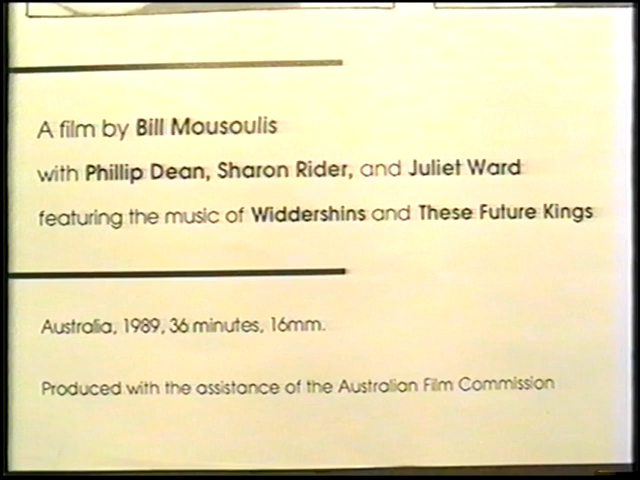 A film by Bill Mousoulis
with Phillip Dean, Sharon Rider, and Juliet Ward
featuring the music of Widdershins and These Future Kings
Australia, 1989, 36 minutes, 16mm.
Produced with the assistance of the Australian Film Commission